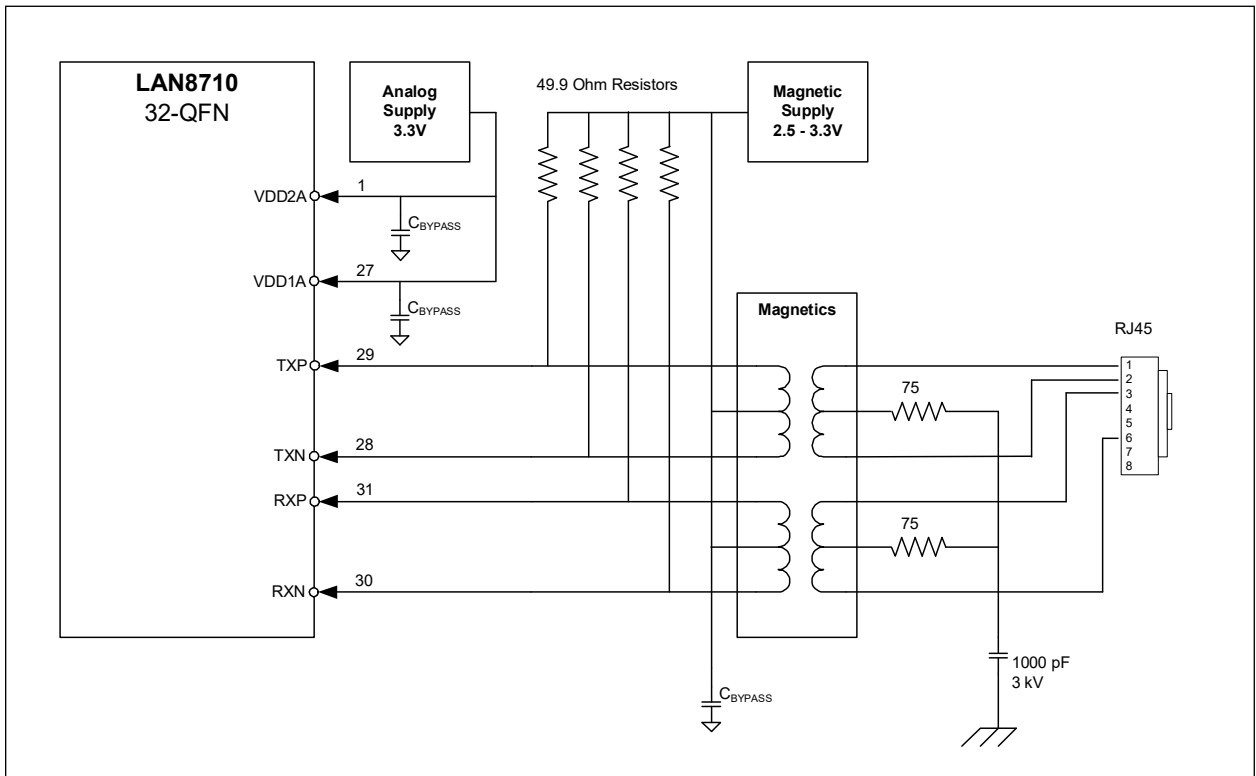 LAN8710
32-QFN
Analog
Supply
3.3V
49.9 Ohm Resistors
Magnetic
Supply
2.5 - 3.3V
VDD2A
1
CBYPASS
VDD1A
27
CBYPASS
Magnetics
RJ45
TXP
29
1
2
3
4
5
6
7
8
75
TXN
28
RXP
31
75
RXN
30
1000 pF
3 kV
CBYPASS